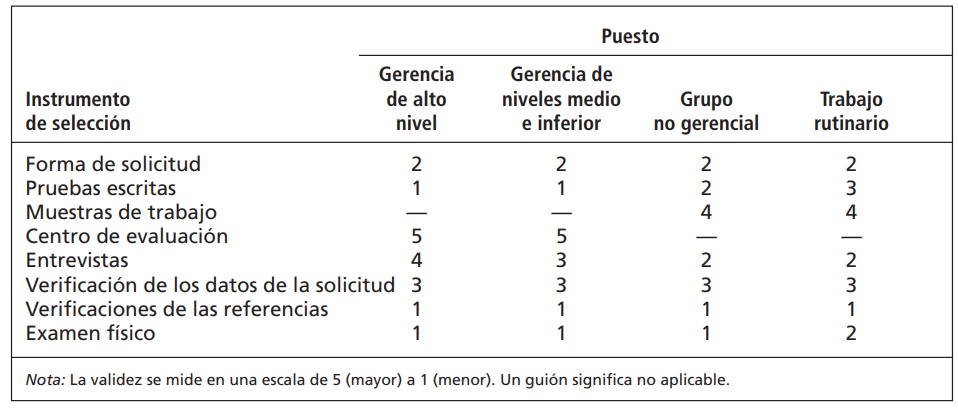 Puesto
Gerencia Gerencia de
Instrumento de alto niveles medio Grupo Trabajo
de selección nivel e inferior no gerencial rutinario
Forma de solicitud 2 2 2 2
Pruebas escritas 1 1 2 3
Muestras de trabajo — — 4 4
Centro de evaluación 5 5 — —
Entrevistas 4 3 2 2
Verificación de los datos de la solicitud 3 3 3 3
Verificaciones de las referencias 1 1 1 1
Examen físico 1 1 1 2
Nota: La validez se mide en una escala de 5 (mayor) a 1 (menor). Un guión significa no aplicable.